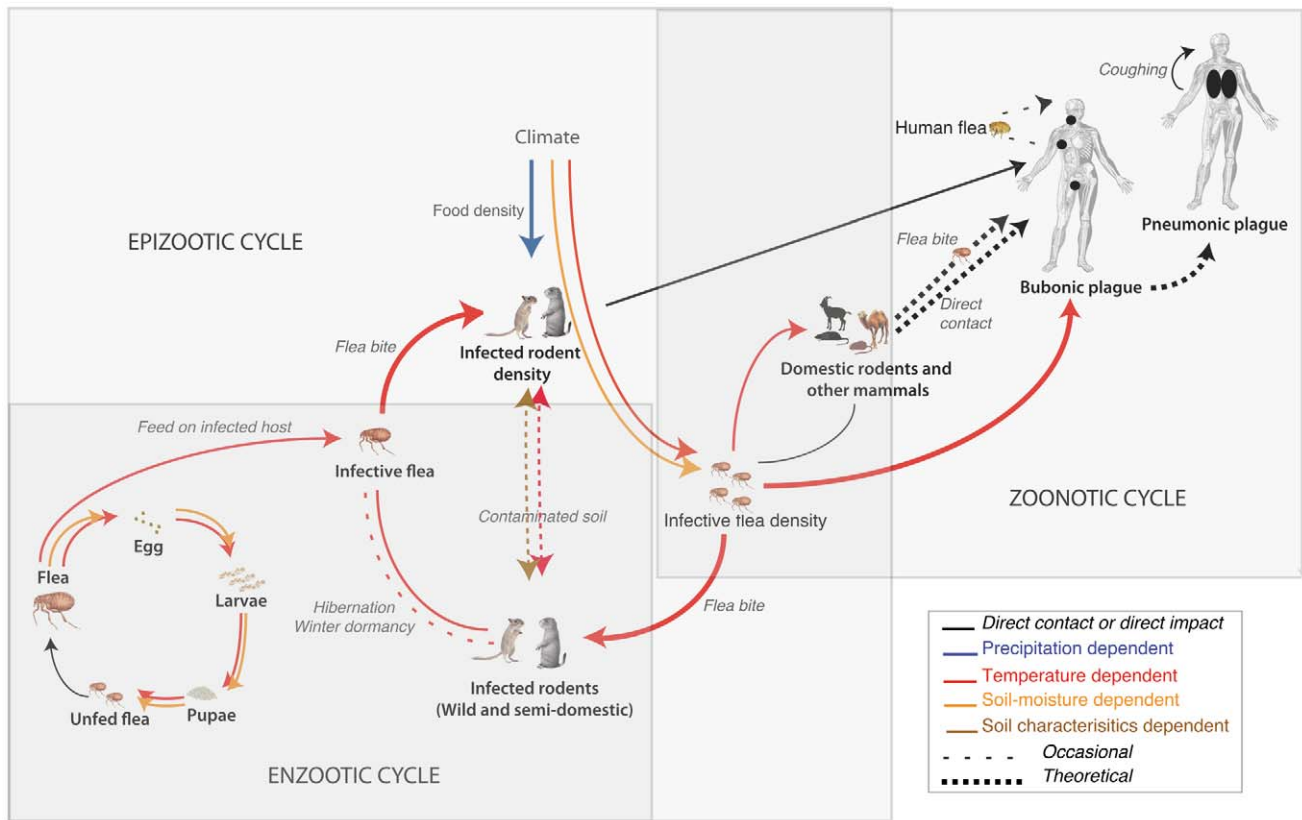 Coughing
Human flea
Climate
Food density
EPIZOOTIC CYCLE
Pneumonic plague
Flea bite
Bubonic plague
Direct
contact
Flea bite
Infected rodent
density
Domestic rodents and
other mammals
Feed on infected host
Infective flea
ZOONOTIC CYCLE
Contaminated soil
Infective flea density
Egg
Flea
Larvae
Hibernation
Winter dormancy
Flea bite
Unfed flea
Pupae
Infected rodents
(Wild and semi-domestic)
ENZOOTIC CYCLE
Direct contact or direct impact
Precipitation dependent
Temperature dependent
Soil-moisture dependent
Soil characterisitics dependent
Occasional
Theoretical